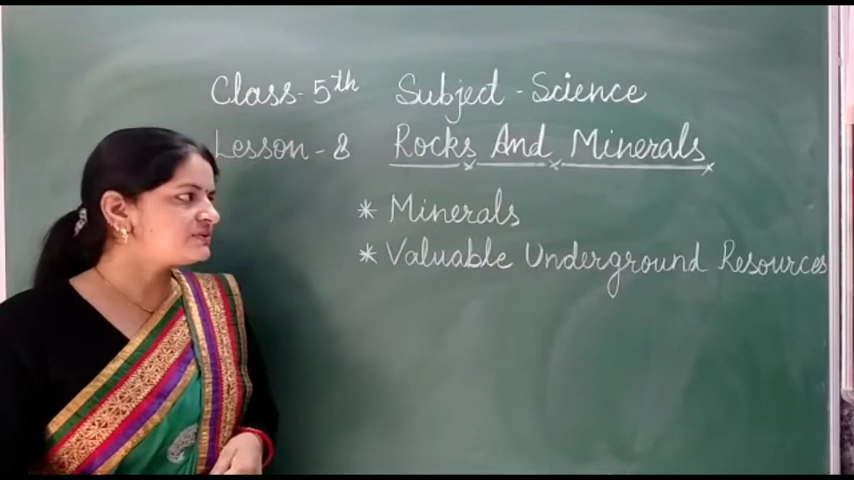 Class-5th Subject-Science
Lesson-8 Rocks And Minerals
* Minerals
* Valuable Underground Resources